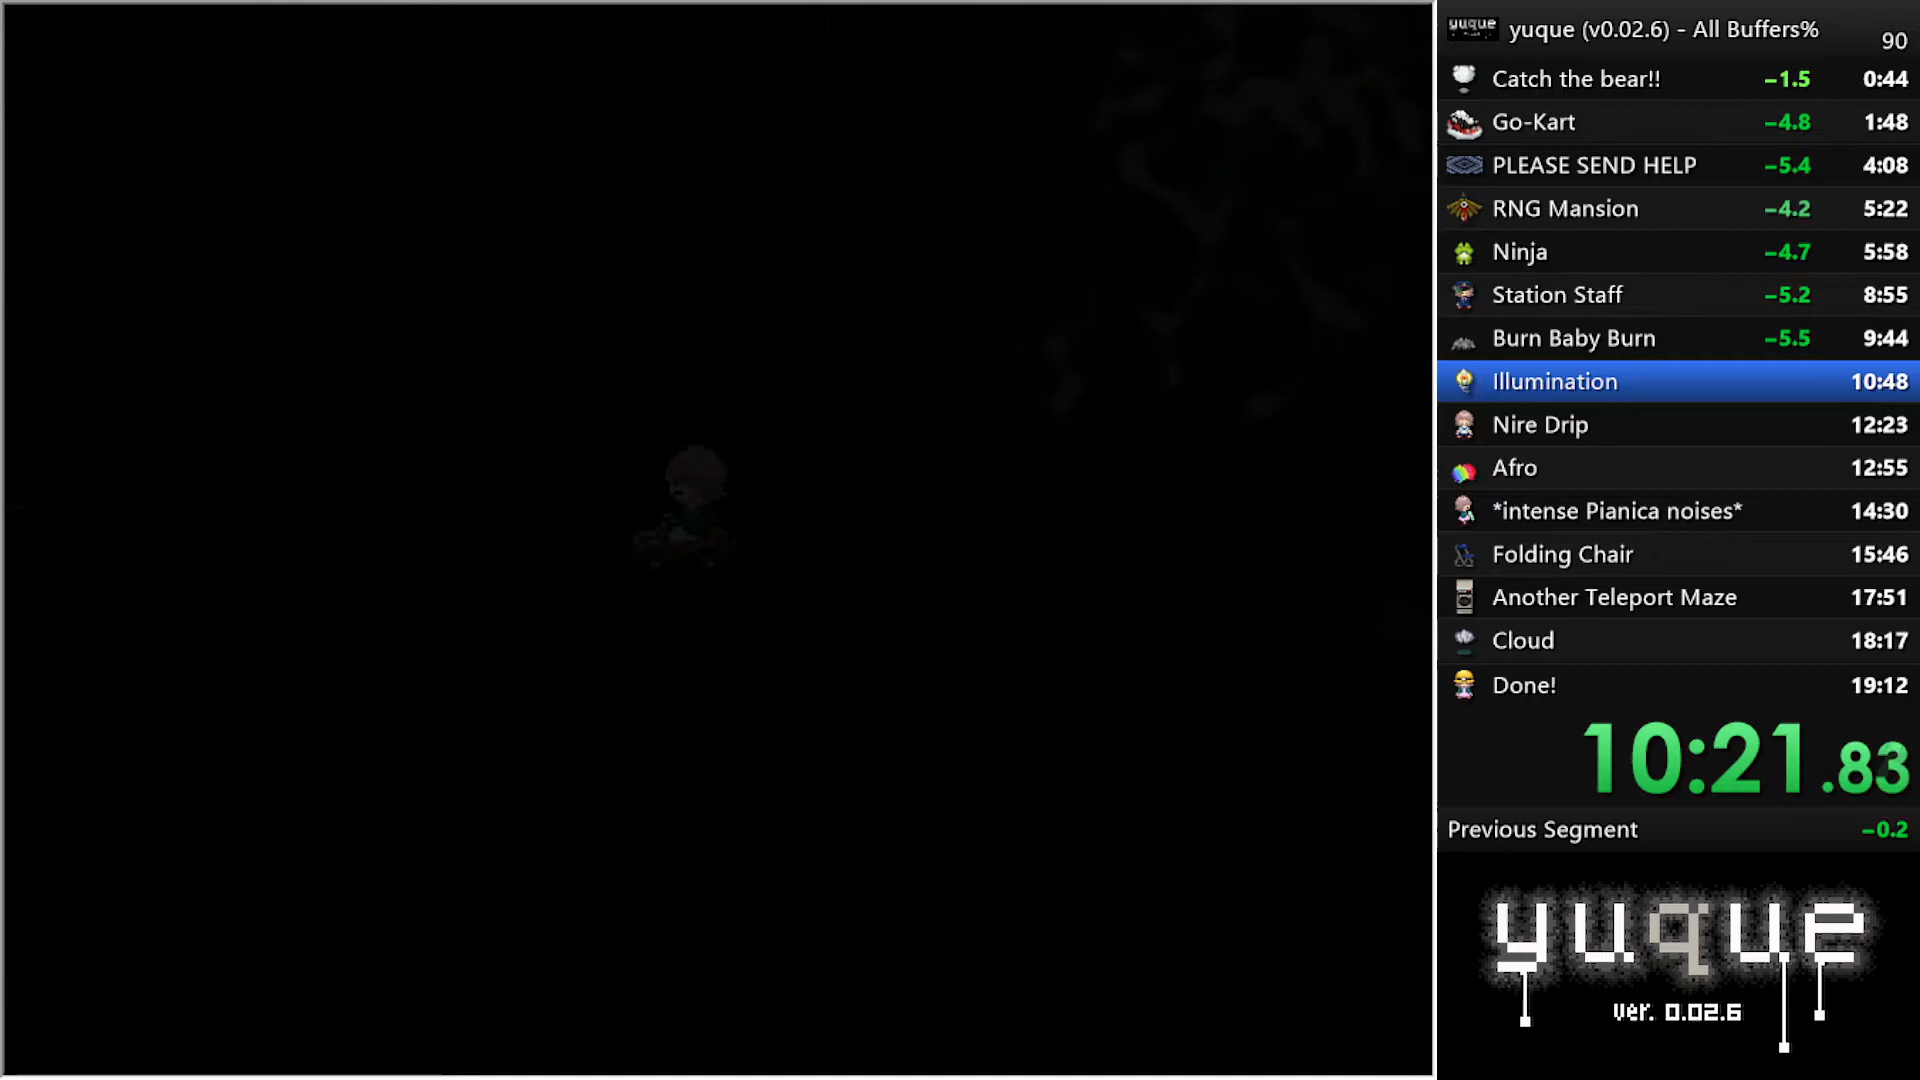 yuque
yuque (v0.02.6) - All Buffers%
90
Catch the bear!! -1.5 0:44
Go-Kart -4.8 1:48
PLEASE SEND HELP -5.4 4:08
RNG Mansion -4.2 5:22
Ninja -4.7 5:58
Station Staff -5.2 8:55
Burn Baby Burn -5.5 9:44
Illumination 10:48
Nire Drip 12:23
Afro 12:55
*intense Pianica noises* 14:30
Folding Chair 15:46
Another Teleport Maze 17:51
Cloud 18:17
Done! 19:12
10:21.83
Previous Segment -0.2
yuque
ver. 0.02.6